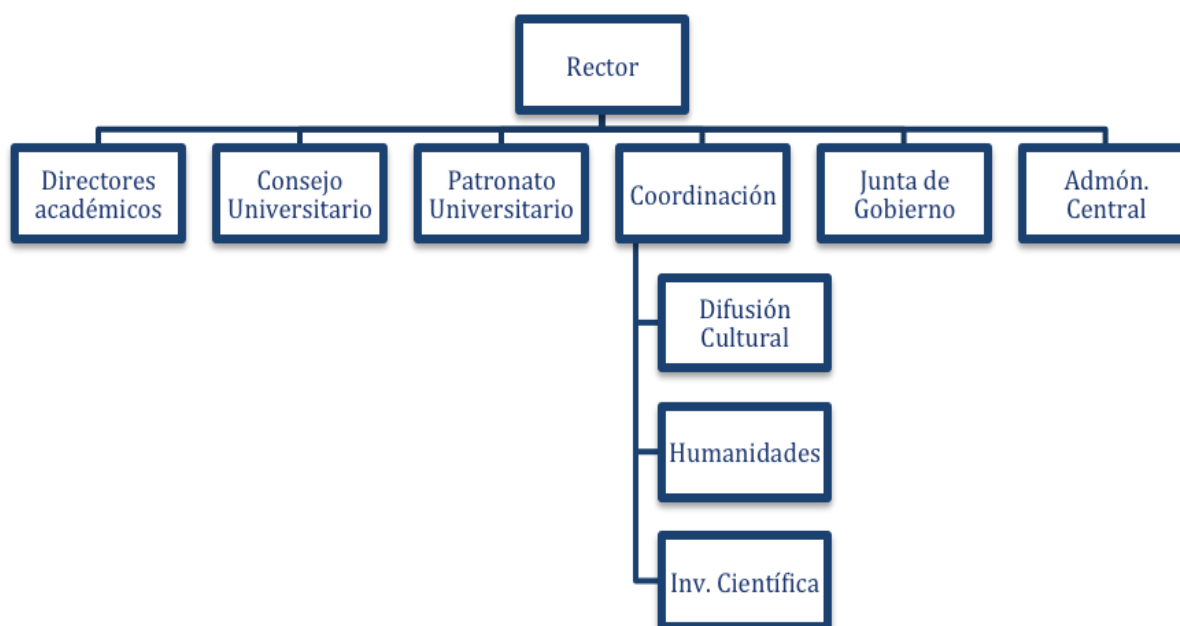 Rector
Directores
académicos
Consejo
Universitario
Patronato
Universitario
Coordinación
Junta de
Gobierno
Admón.
Central
Difusión
Cultural
Humanidades
Inv. Científica